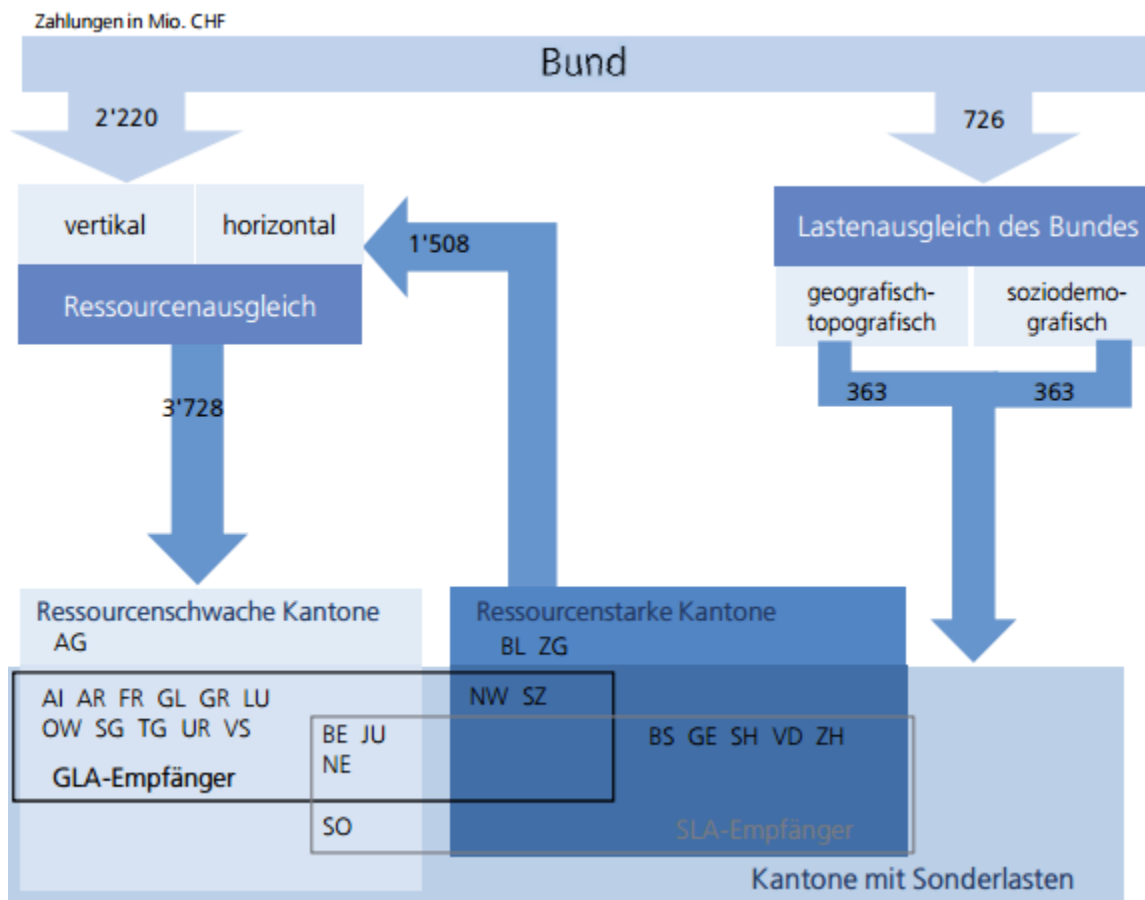 Zahlungen in Mio. CHF
Bund
2'220
726
vertikal
horizontal
1'508
Lastenausgleich des Bundes
Ressourcenausgleich
geografisch-
topografisch
soziodemo-
grafisch
3'728
363
363
Ressourcenschwache Kantone
AG
Ressourcenstarke Kantone
BL ZG
AI AR FR GL GR LU
OW SG TG UR VS
GLA-Empfänger
NW SZ
BE JU
NE
BS GE SH VD ZH
SO
SLA-Empfänger
Kantone mit Sonderlasten